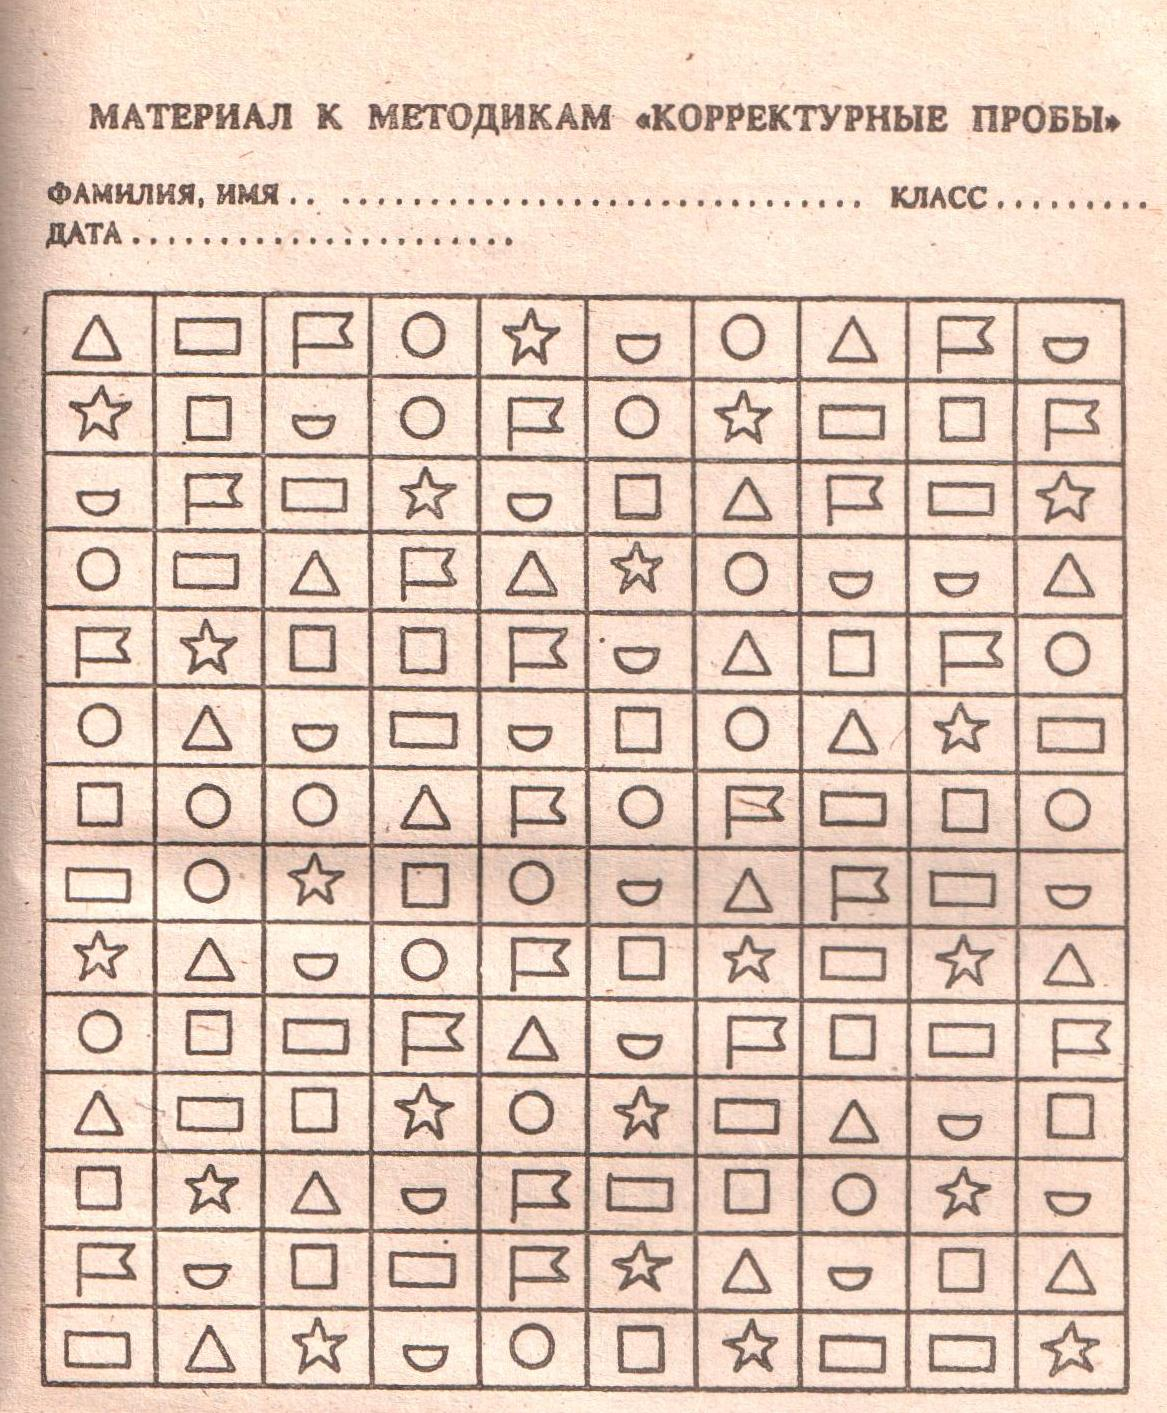 МАТЕРИАЛ К МЕТОДИКАМ «КОРРЕКТУРНЫЕ ПРОБЫ»
ФАМИЛИЯ, ИМЯ .. .............................. КЛАСС .........
ДАТА ......................